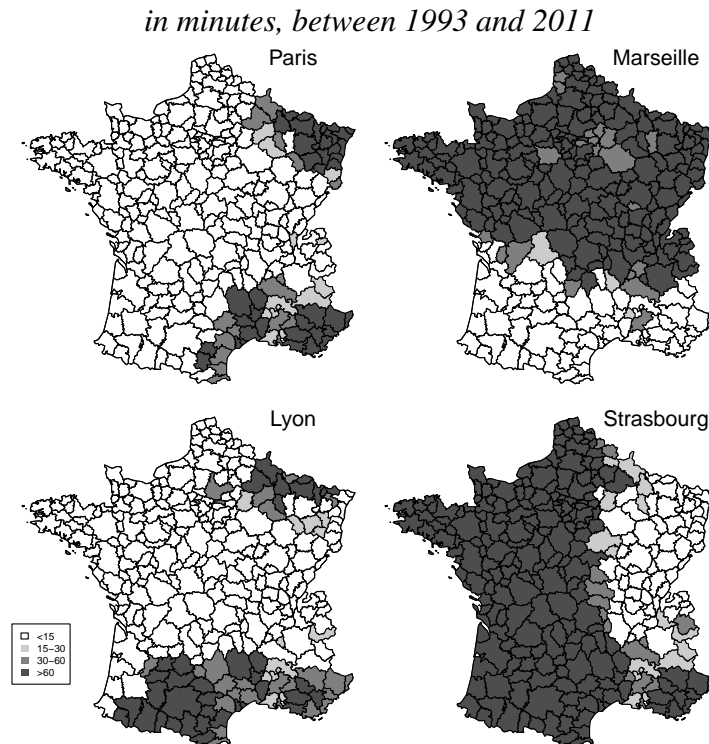 in minutes, between 1993 and 2011
Paris
Marseille
Lyon
Strasbourg
<15
15−30
30−60
>60